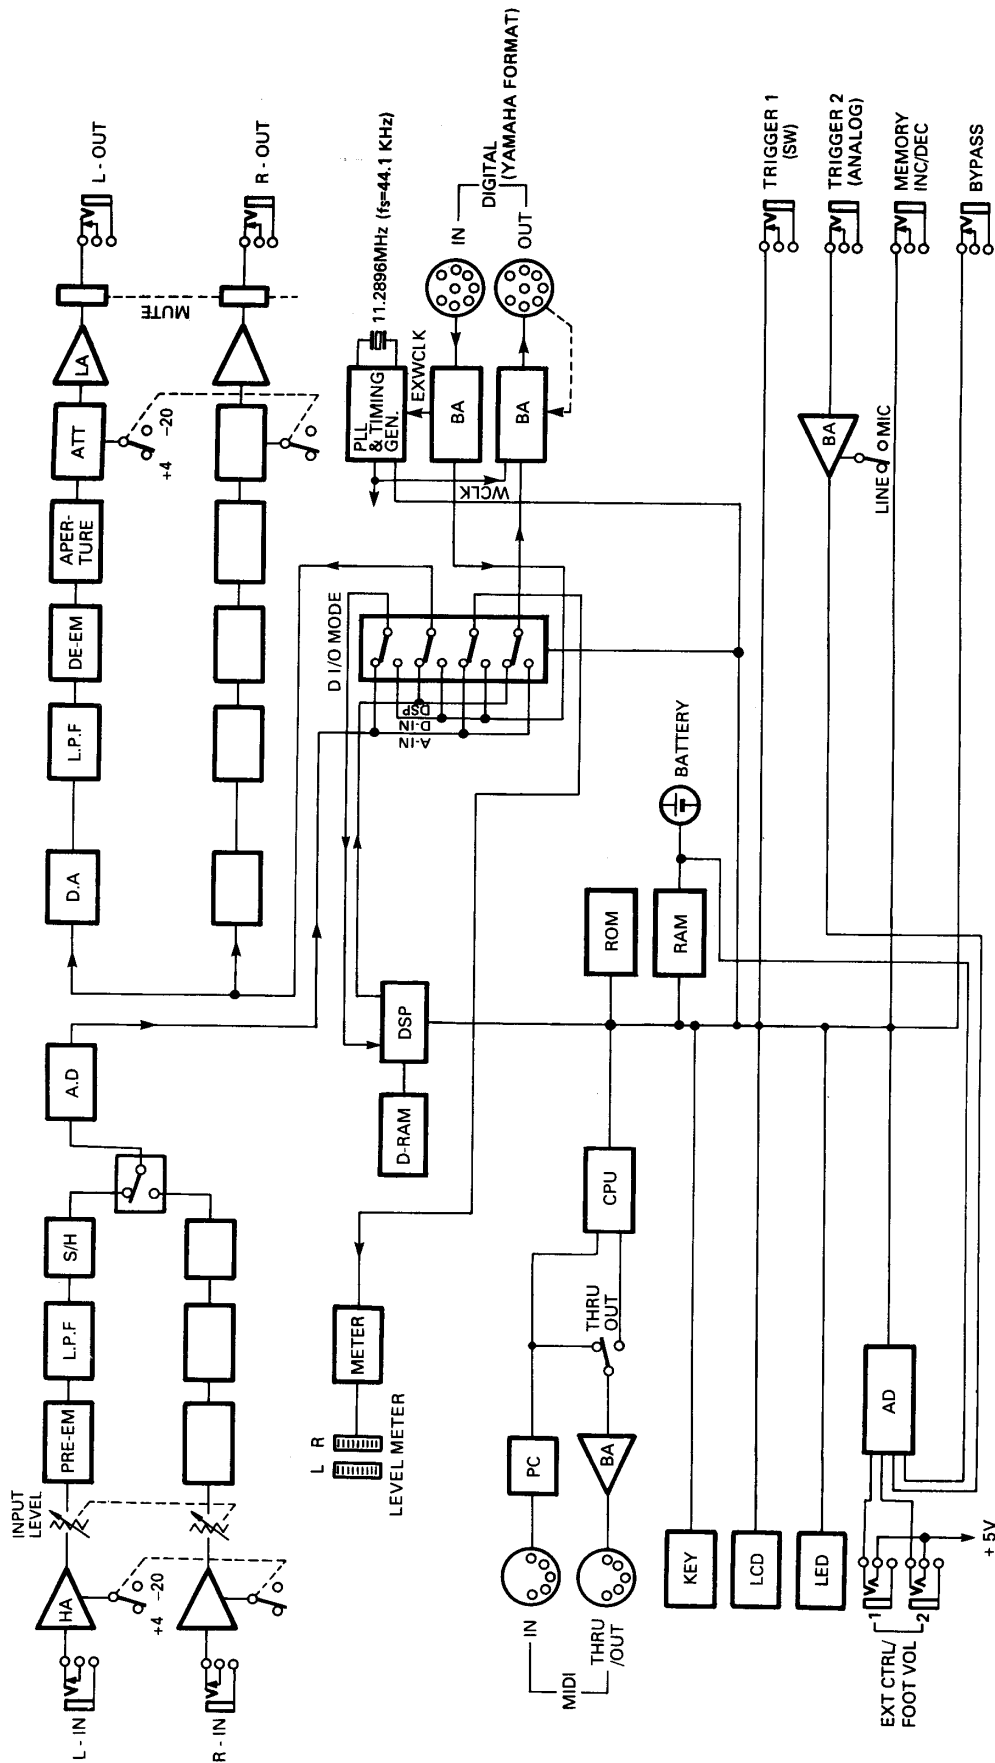 L - IN
R - IN
HA
+4
-20
INPUT
LEVEL
PRE-EM
L.P.F
S/H
A.D
D.A
L.P.F
DE-EM
APER-
TURE
ATT
+4
-20
LA
MUTE
L - OUT
R - OUT
L
R
LEVEL METER
METER
D-RAM
DSP
A-IN
D-IN
DSP
D I/O MODE
PLL
& TIMING
GEN.
11.2896MHz (fs=44.1 KHz)
WCLK
EXWCLK
BA
BA
IN
OUT
DIGITAL
(YAMAHA FORMAT)
MIDI
IN
THRU
/OUT
PC
BA
THRU
OUT
CPU
ROM
RAM
BATTERY
KEY
LCD
LED
EXT CTRL/
FOOT VOL
1
2
+ 5V
AD
BA
LINE
MIC
TRIGGER 1
(SW)
TRIGGER 2
(ANALOG)
MEMORY
INC/DEC
BYPASS